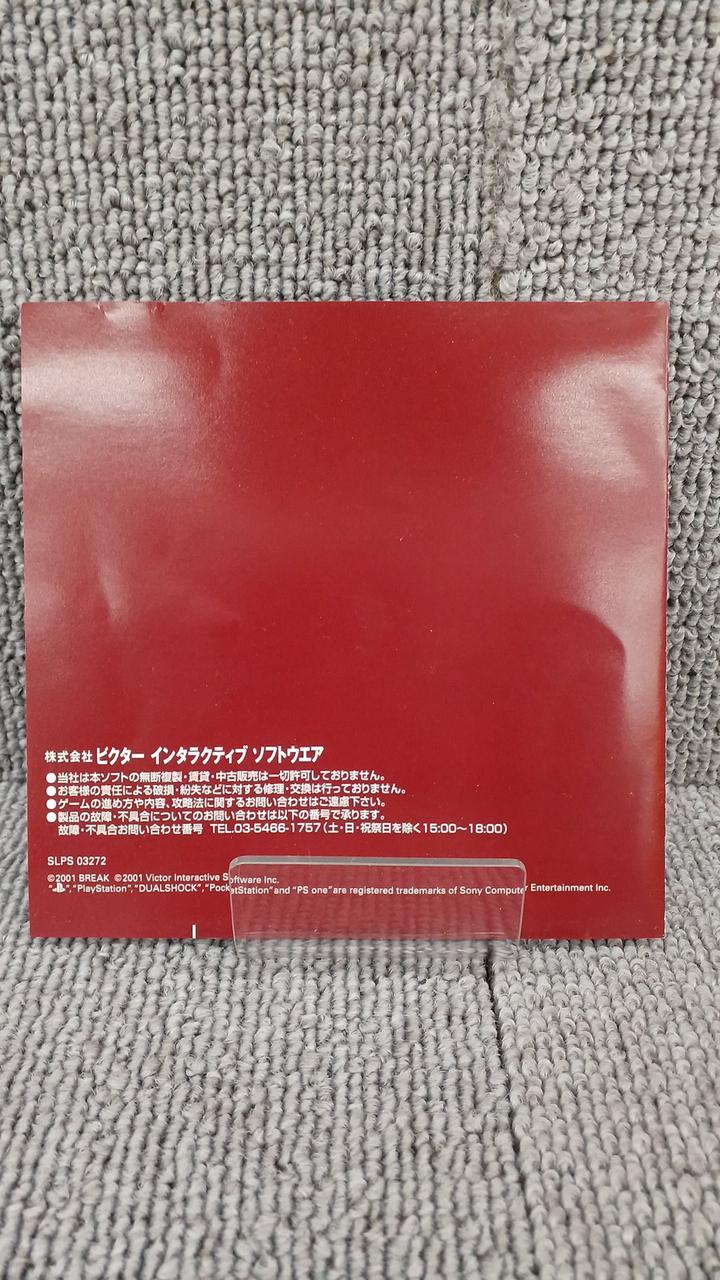 株式会社 ビクター インタラクティブ ソフトウエア
●当社は本ソフトの無断複製・賃貸・中古販売は一切許可しておりません。
●お客様の責任による破損・紛失などに対する修理・交換は行っておりません。
●ゲームの進め方や内容、攻略法に関するお問い合わせはご遠慮下さい。
●製品の故障・不具合についてのお問い合わせは以下の番号で承ります。
故障・不具合お問い合わせ番号 TEL.03-5466-1757(土・日・祝祭日を除く15:00～18:00)
SLPS 03272
©2001 BREAK ©2001 Victor Interactive Software Inc.
" ", "PlayStation", "DUALSHOCK", "PocketStation" and "PS one" are registered trademarks of Sony Computer Entertainment Inc.